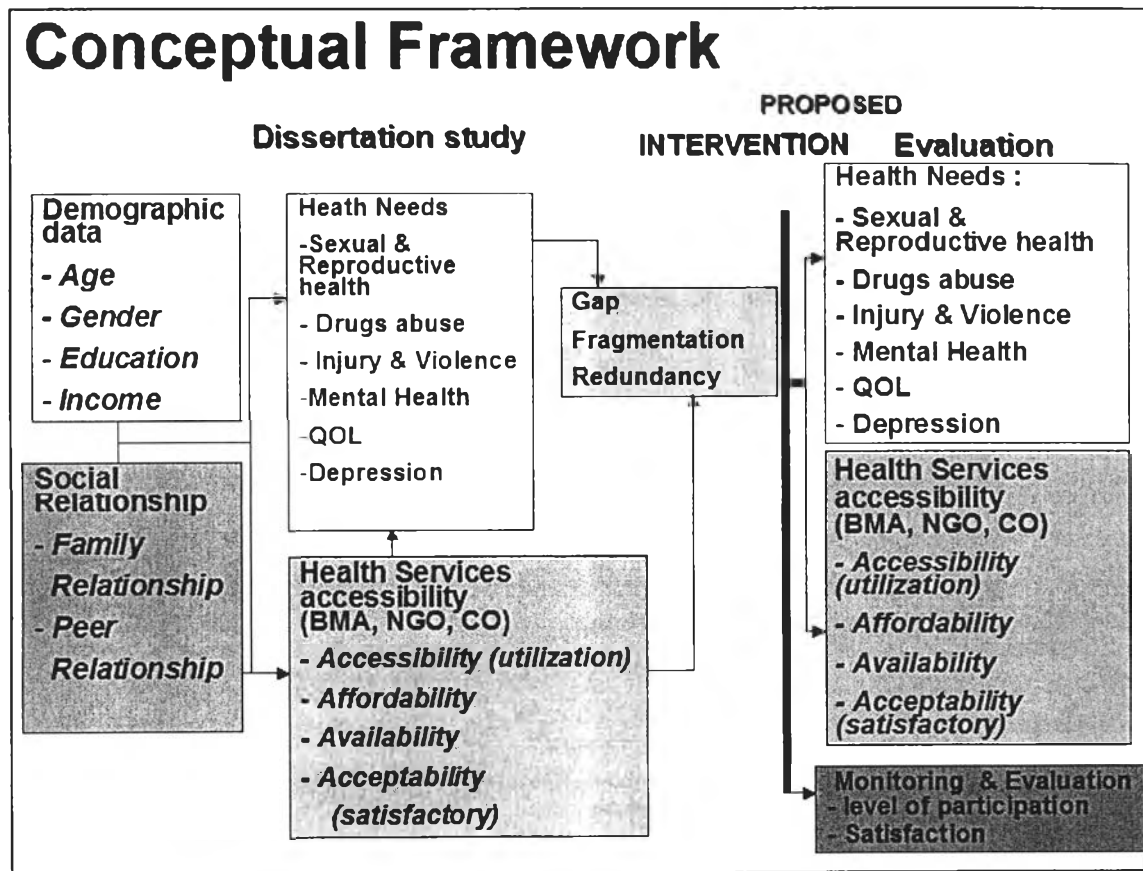 Conceptual Framework
Dissertation study
PROPOSED
INTERVENTION
Evaluation
Demographic
data
- Age
- Gender
- Education
- Income
Social
Relationship
- Family
Relationship
- Peer
Relationship
Heath Needs
-Sexual &
Reproductive
health
- Drugs abuse
- Injury & Violence
-Mental Health
-QOL
-Depression
Health Services
accessibility
(BMA, NGO, CO)
- Accessibility (utilization)
- Affordability
- Availability
- Acceptability
(satisfactory)
Gap
Fragmentation
Redundancy
Health Needs :
- Sexual &
Reproductive health
- Drugs abuse
- Injury & Violence
- Mental Health
- QOL
- Depression
Health Services
accessibility
(BMA, NGO, CO)
- Accessibility
(utilization)
- Affordability
- Availability
- Acceptability
(satisfactory)
Monitoring & Evaluation
- level of participation
- Satisfaction